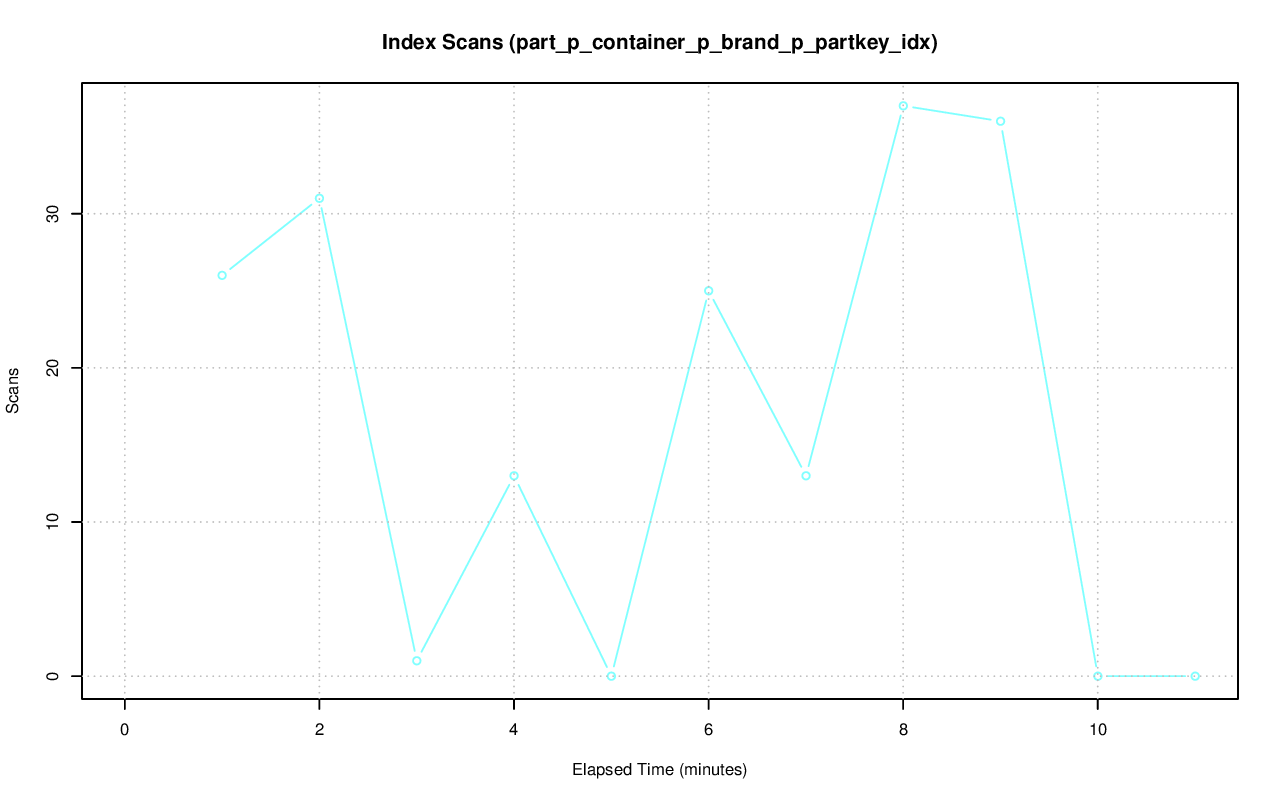 Index Scans (part_p_container_p_brand_p_partkey_idx)
Scans
30
20
10
0
0 2 4 6 8 10
Elapsed Time (minutes)